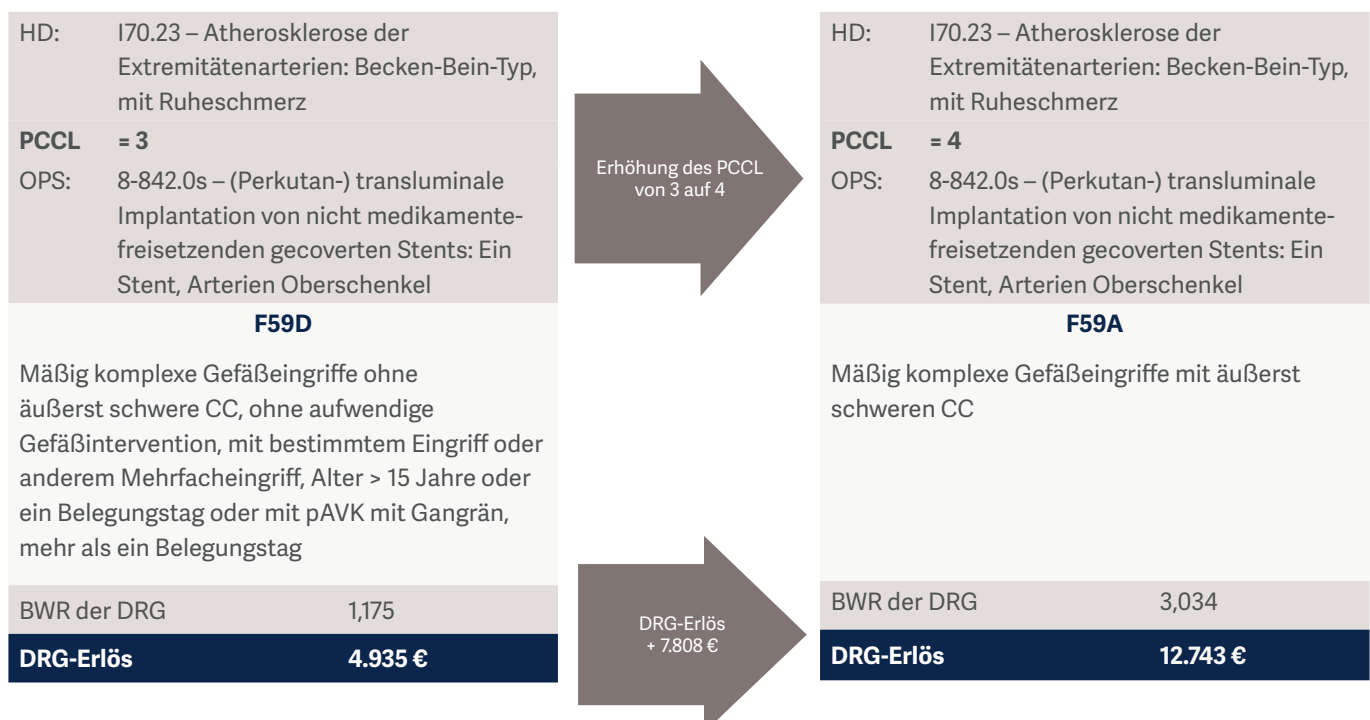 HD: I70.23 – Atherosklerose der
Extremitätenarterien: Becken-Bein-Typ,
mit Ruheschmerz
PCCL = 3
OPS: 8-842.0s – (Perkutan-) transluminale
Implantation von nicht medikamente-
freisetzenden gecoverten Stents: Ein
Stent, Arterien Oberschenkel
F59D
Mäßig komplexe Gefäßeingriffe ohne
äußerst schwere CC, ohne aufwendige
Gefäßintervention, mit bestimmtem Eingriff oder
anderem Mehrfacheingriff, Alter > 15 Jahre oder
ein Belegungstag oder mit pAVK mit Gangrän,
mehr als ein Belegungstag
BWR der DRG 1,175
DRG-Erlös 4.935 €
Erhöhung des PCCL
von 3 auf 4
DRG-Erlös
+ 7.808 €
HD: I70.23 – Atherosklerose der
Extremitätenarterien: Becken-Bein-Typ,
mit Ruheschmerz
PCCL = 4
OPS: 8-842.0s – (Perkutan-) transluminale
Implantation von nicht medikamente-
freisetzenden gecoverten Stents: Ein
Stent, Arterien Oberschenkel
F59A
Mäßig komplexe Gefäßeingriffe mit äußerst
schweren CC
BWR der DRG 3,034
DRG-Erlös 12.743 €